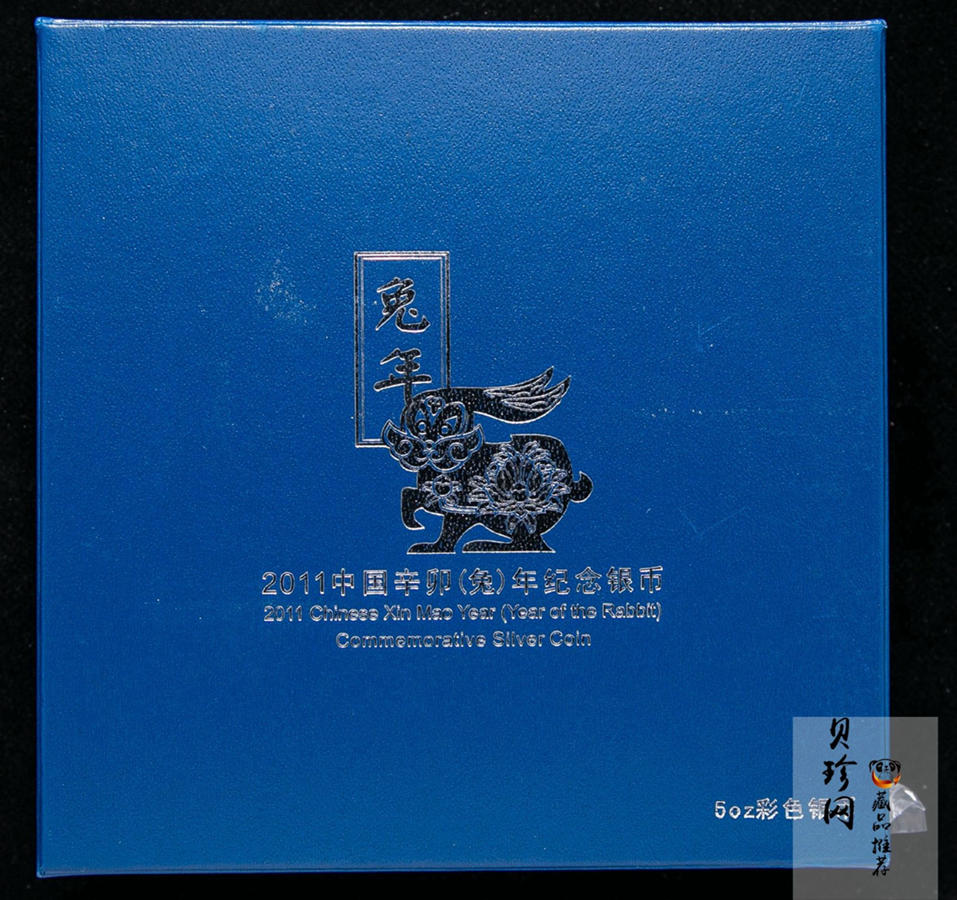 兔年
2011中国辛卯(兔)年纪念银币
2011 Chinese Xin Mao Year (Year of the Rabbit)
Commemorative Silver Coin
5oz彩色银币
贝珍网
藏品推荐